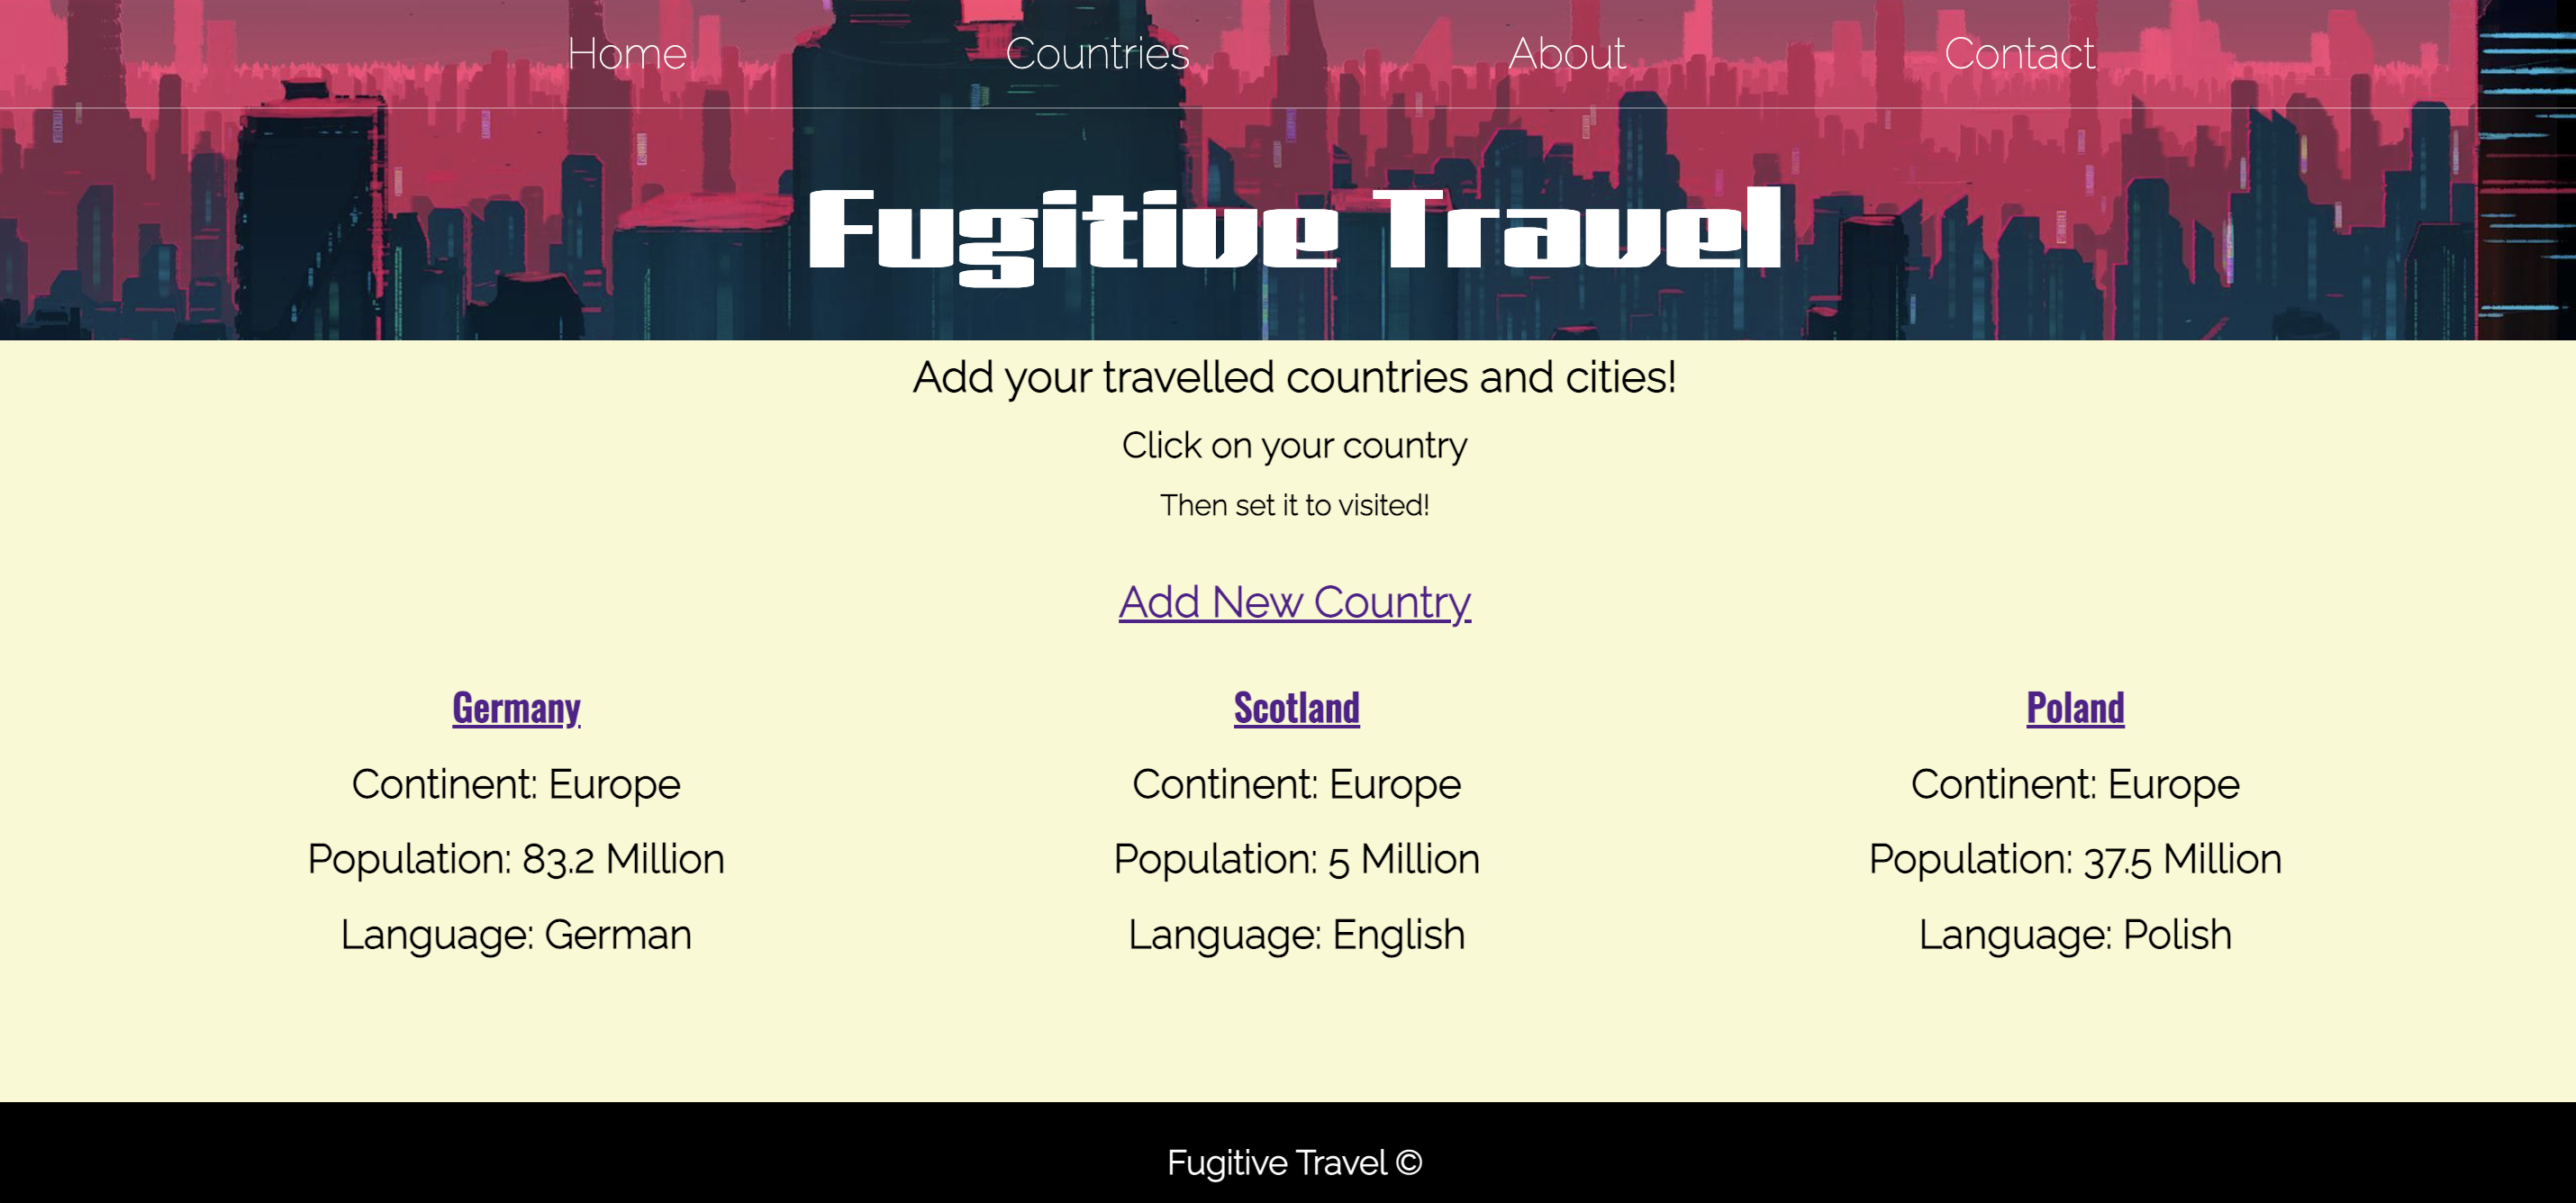 Home Countries About Contact
Fugitive Travel
Add your travelled countries and cities!
Click on your country
Then set it to visited!
Add New Country
Germany
Continent: Europe
Population: 83.2 Million
Language: German
Scotland
Continent: Europe
Population: 5 Million
Language: English
Poland
Continent: Europe
Population: 37.5 Million
Language: Polish
Fugitive Travel ©